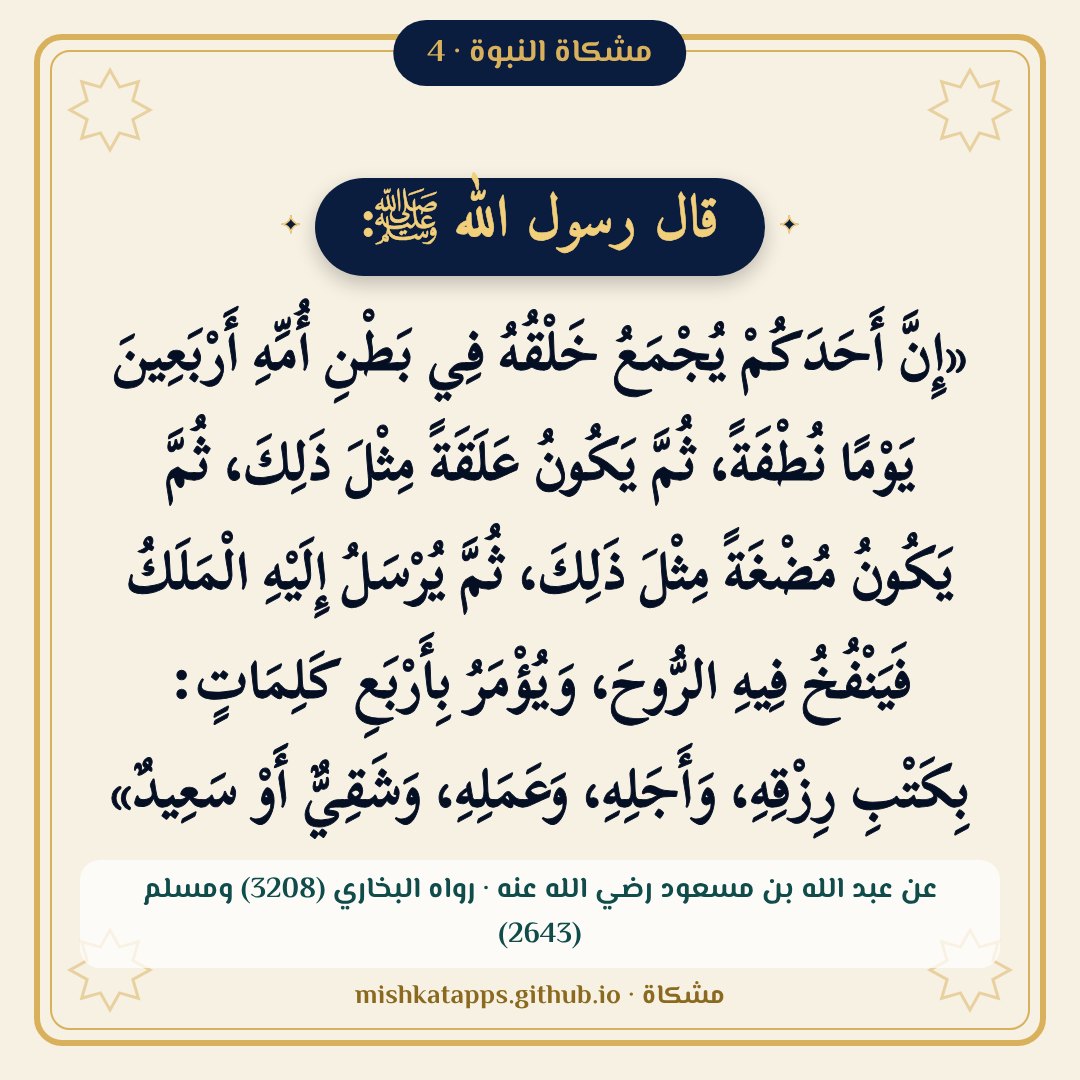 مشكاة النبوة · 4
قال رسول الله ﷺ:
«إِنَّ أَحَدَكُمْ يُجْمَعُ خَلْقُهُ فِي بَطْنِ أُمِّهِ أَرْبَعِينَ
يَوْمًا نُطْفَةً، ثُمَّ يَكُونُ عَلَقَةً مِثْلَ ذَلِكَ، ثُمَّ
يَكُونُ مُضْغَةً مِثْلَ ذَلِكَ، ثُمَّ يُرْسَلُ إِلَيْهِ الْمَلَكُ
فَيَنْفُخُ فِيهِ الرُّوحَ، وَيُؤْمَرُ بِأَرْبَعِ كَلِمَاتٍ:
بِكَتْبِ رِزْقِهِ، وَأَجَلِهِ، وَعَمَلِهِ، وَشَقِيٌّ أَوْ سَعِيدٌ»
عن عبد الله بن مسعود رضي الله عنه · رواه البخاري (3208) ومسلم
(2643)
مشكاة · mishkatapps.github.io